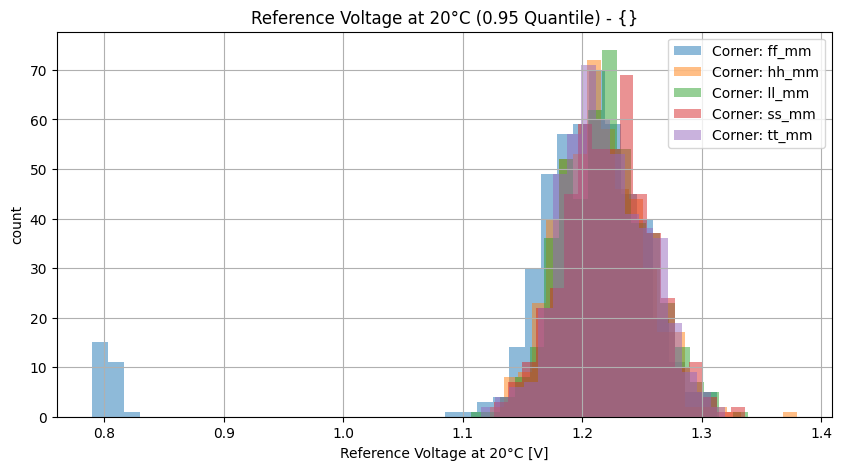 Reference Voltage at 20°C (0.95 Quantile) - {}
Corner: ff_mm
Corner: hh_mm
Corner: ll_mm
Corner: ss_mm
Corner: tt_mm
count
70
60
50
40
30
20
10
0
0.8
0.9
1.0
1.1
1.2
1.3
1.4
Reference Voltage at 20°C [V]